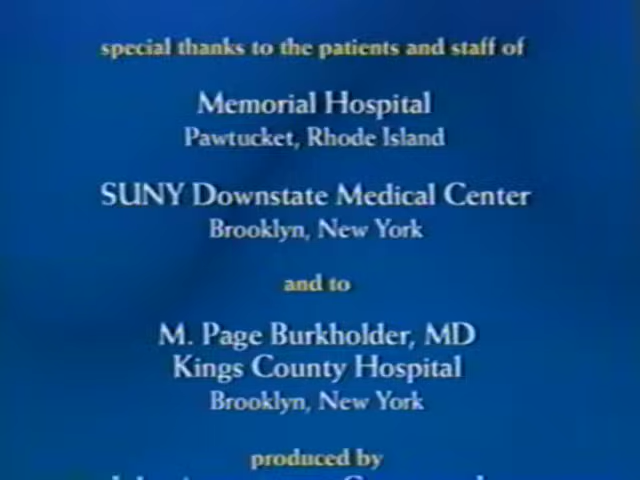 special thanks to the patients and staff of
Memorial Hospital
Pawtucket, Rhode Island
SUNY Downstate Medical Center
Brooklyn, New York
and to
M. Page Burkholder, MD
Kings County Hospital
Brooklyn, New York
produced by